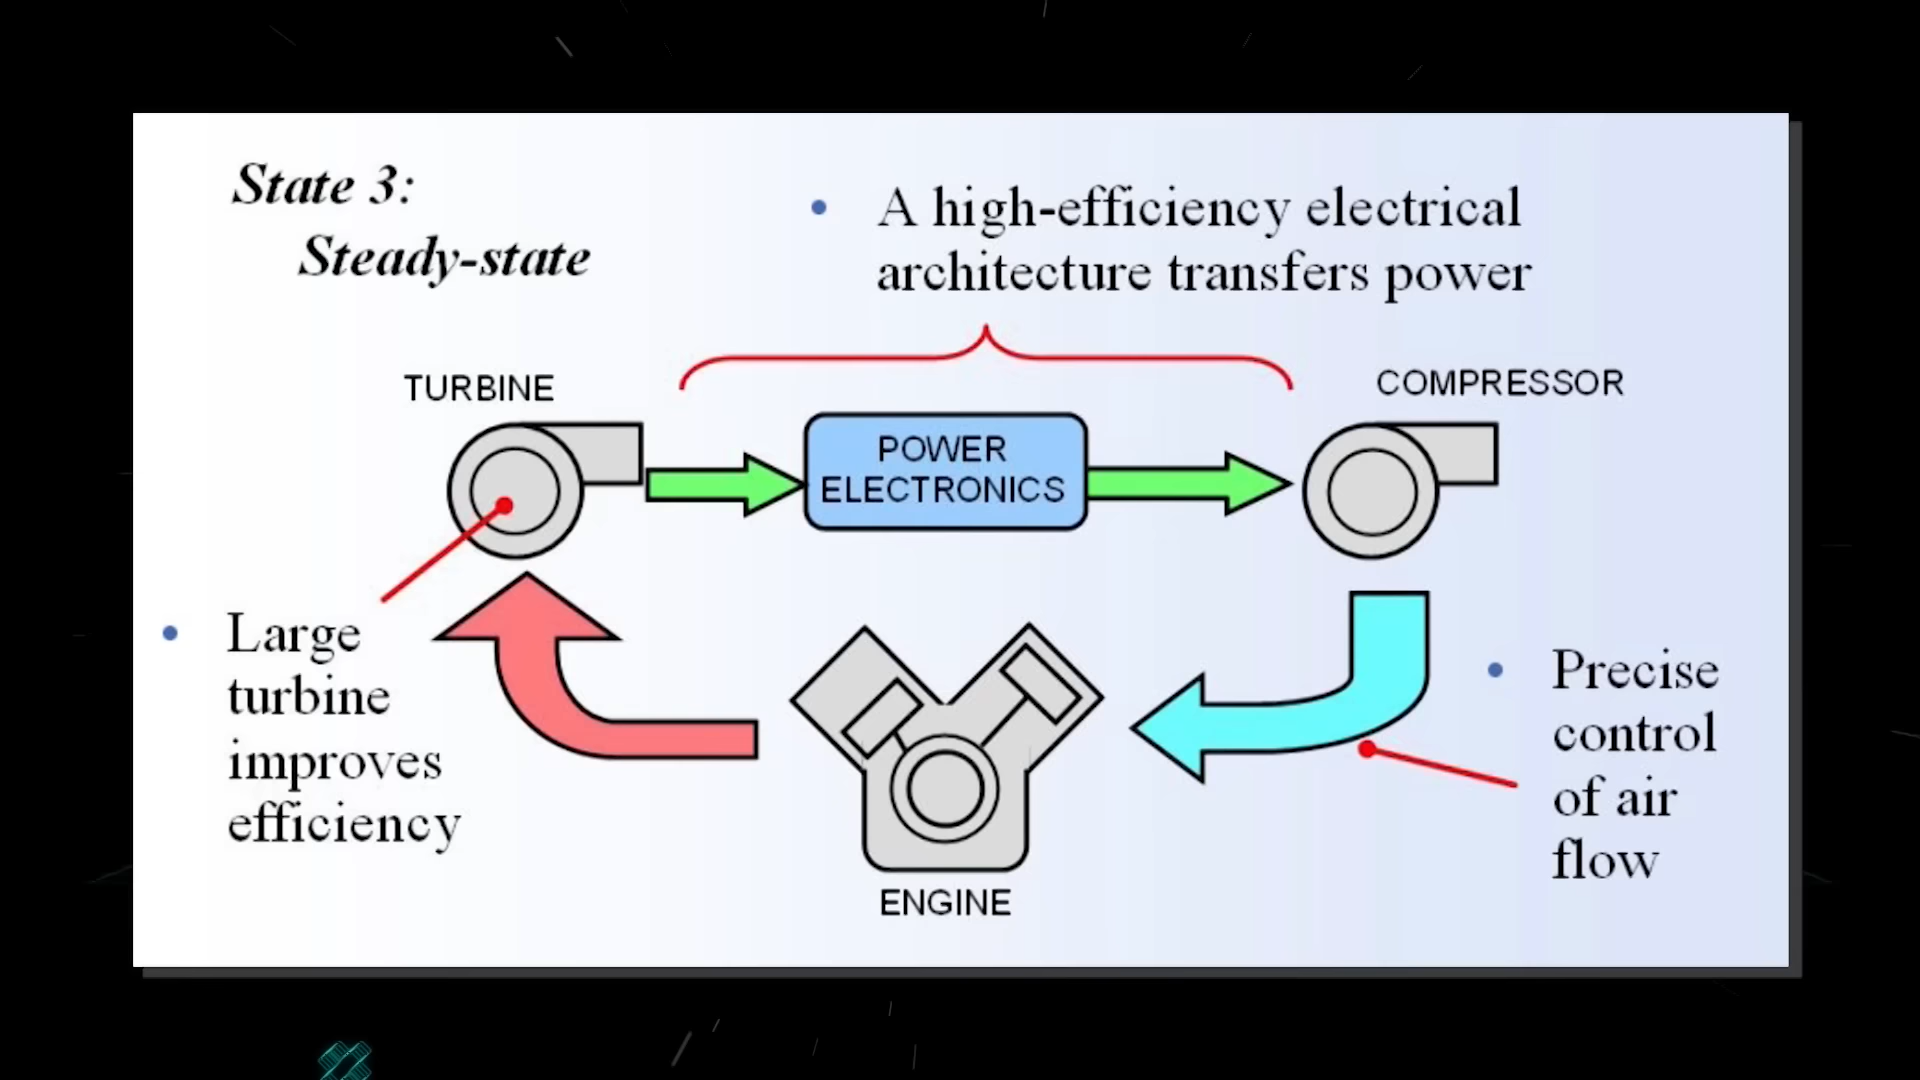 State 3:
Steady-state
• A high-efficiency electrical
architecture transfers power
TURBINE
COMPRESSOR
POWER
ELECTRONICS
• Large
turbine
improves
efficiency
• Precise
control
of air
flow
ENGINE